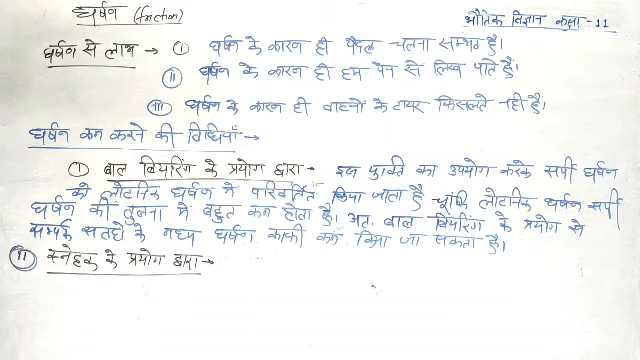 घर्षण (friction)
भौतिक विज्ञान कक्षा - 11
घर्षण से लाभ → I घर्षण के कारण ही पैदल चलना सम्भव है।
II घर्षण के कारण ही हम पेन से लिख पाते हैं।
III घर्षण के कारण ही वाहनों के टायर फिसलते नहीं हैं।
घर्षण कम करने की विधियाँ →
I बाल बियरिंग के प्रयोग द्वारा - इस युक्ति का उपयोग करके सर्पी घर्षण
को लोटनिक घर्षण में परिवर्तित किया जाता है चूंकि लोटनिक घर्षण सर्पी
घर्षण की तुलना में बहुत कम होता है। अतः बाल बियरिंग के प्रयोग से
सम्पर्क सतहों के मध्य घर्षण काफी कम किया जा सकता है।
II स्नेहक के प्रयोग द्वारा →